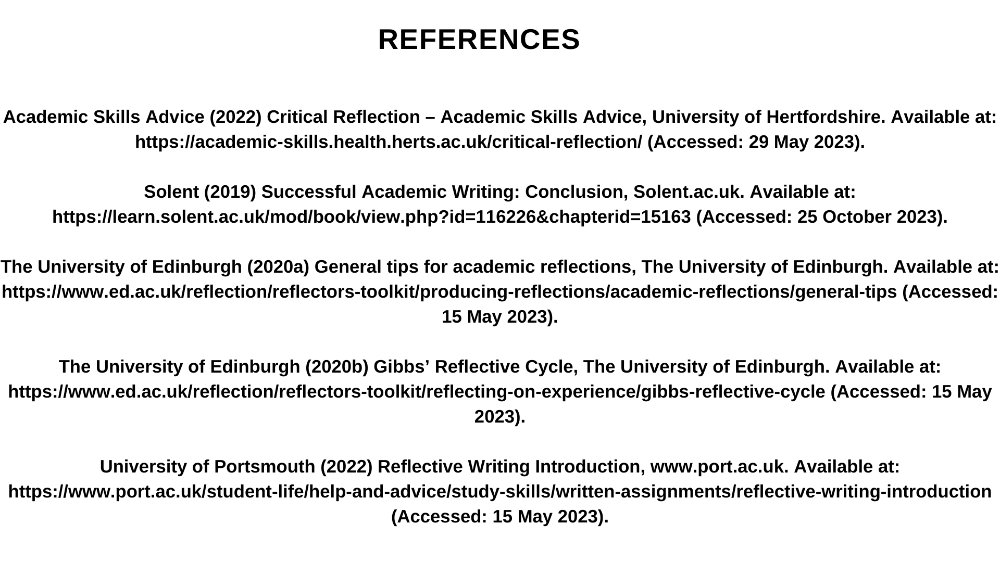 REFERENCES
Academic Skills Advice (2022) Critical Reflection – Academic Skills Advice, University of Hertfordshire. Available at:
https://academic-skills.health.herts.ac.uk/critical-reflection/ (Accessed: 29 May 2023).
Solent (2019) Successful Academic Writing: Conclusion, Solent.ac.uk. Available at:
https://learn.solent.ac.uk/mod/book/view.php?id=116226&chapterid=15163 (Accessed: 25 October 2023).
The University of Edinburgh (2020a) General tips for academic reflections, The University of Edinburgh. Available at:
https://www.ed.ac.uk/reflection/reflectors-toolkit/producing-reflections/academic-reflections/general-tips (Accessed:
15 May 2023).
The University of Edinburgh (2020b) Gibbs’ Reflective Cycle, The University of Edinburgh. Available at:
https://www.ed.ac.uk/reflection/reflectors-toolkit/reflecting-on-experience/gibbs-reflective-cycle (Accessed: 15 May
2023).
University of Portsmouth (2022) Reflective Writing Introduction, www.port.ac.uk. Available at:
https://www.port.ac.uk/student-life/help-and-advice/study-skills/written-assignments/reflective-writing-introduction
(Accessed: 15 May 2023).